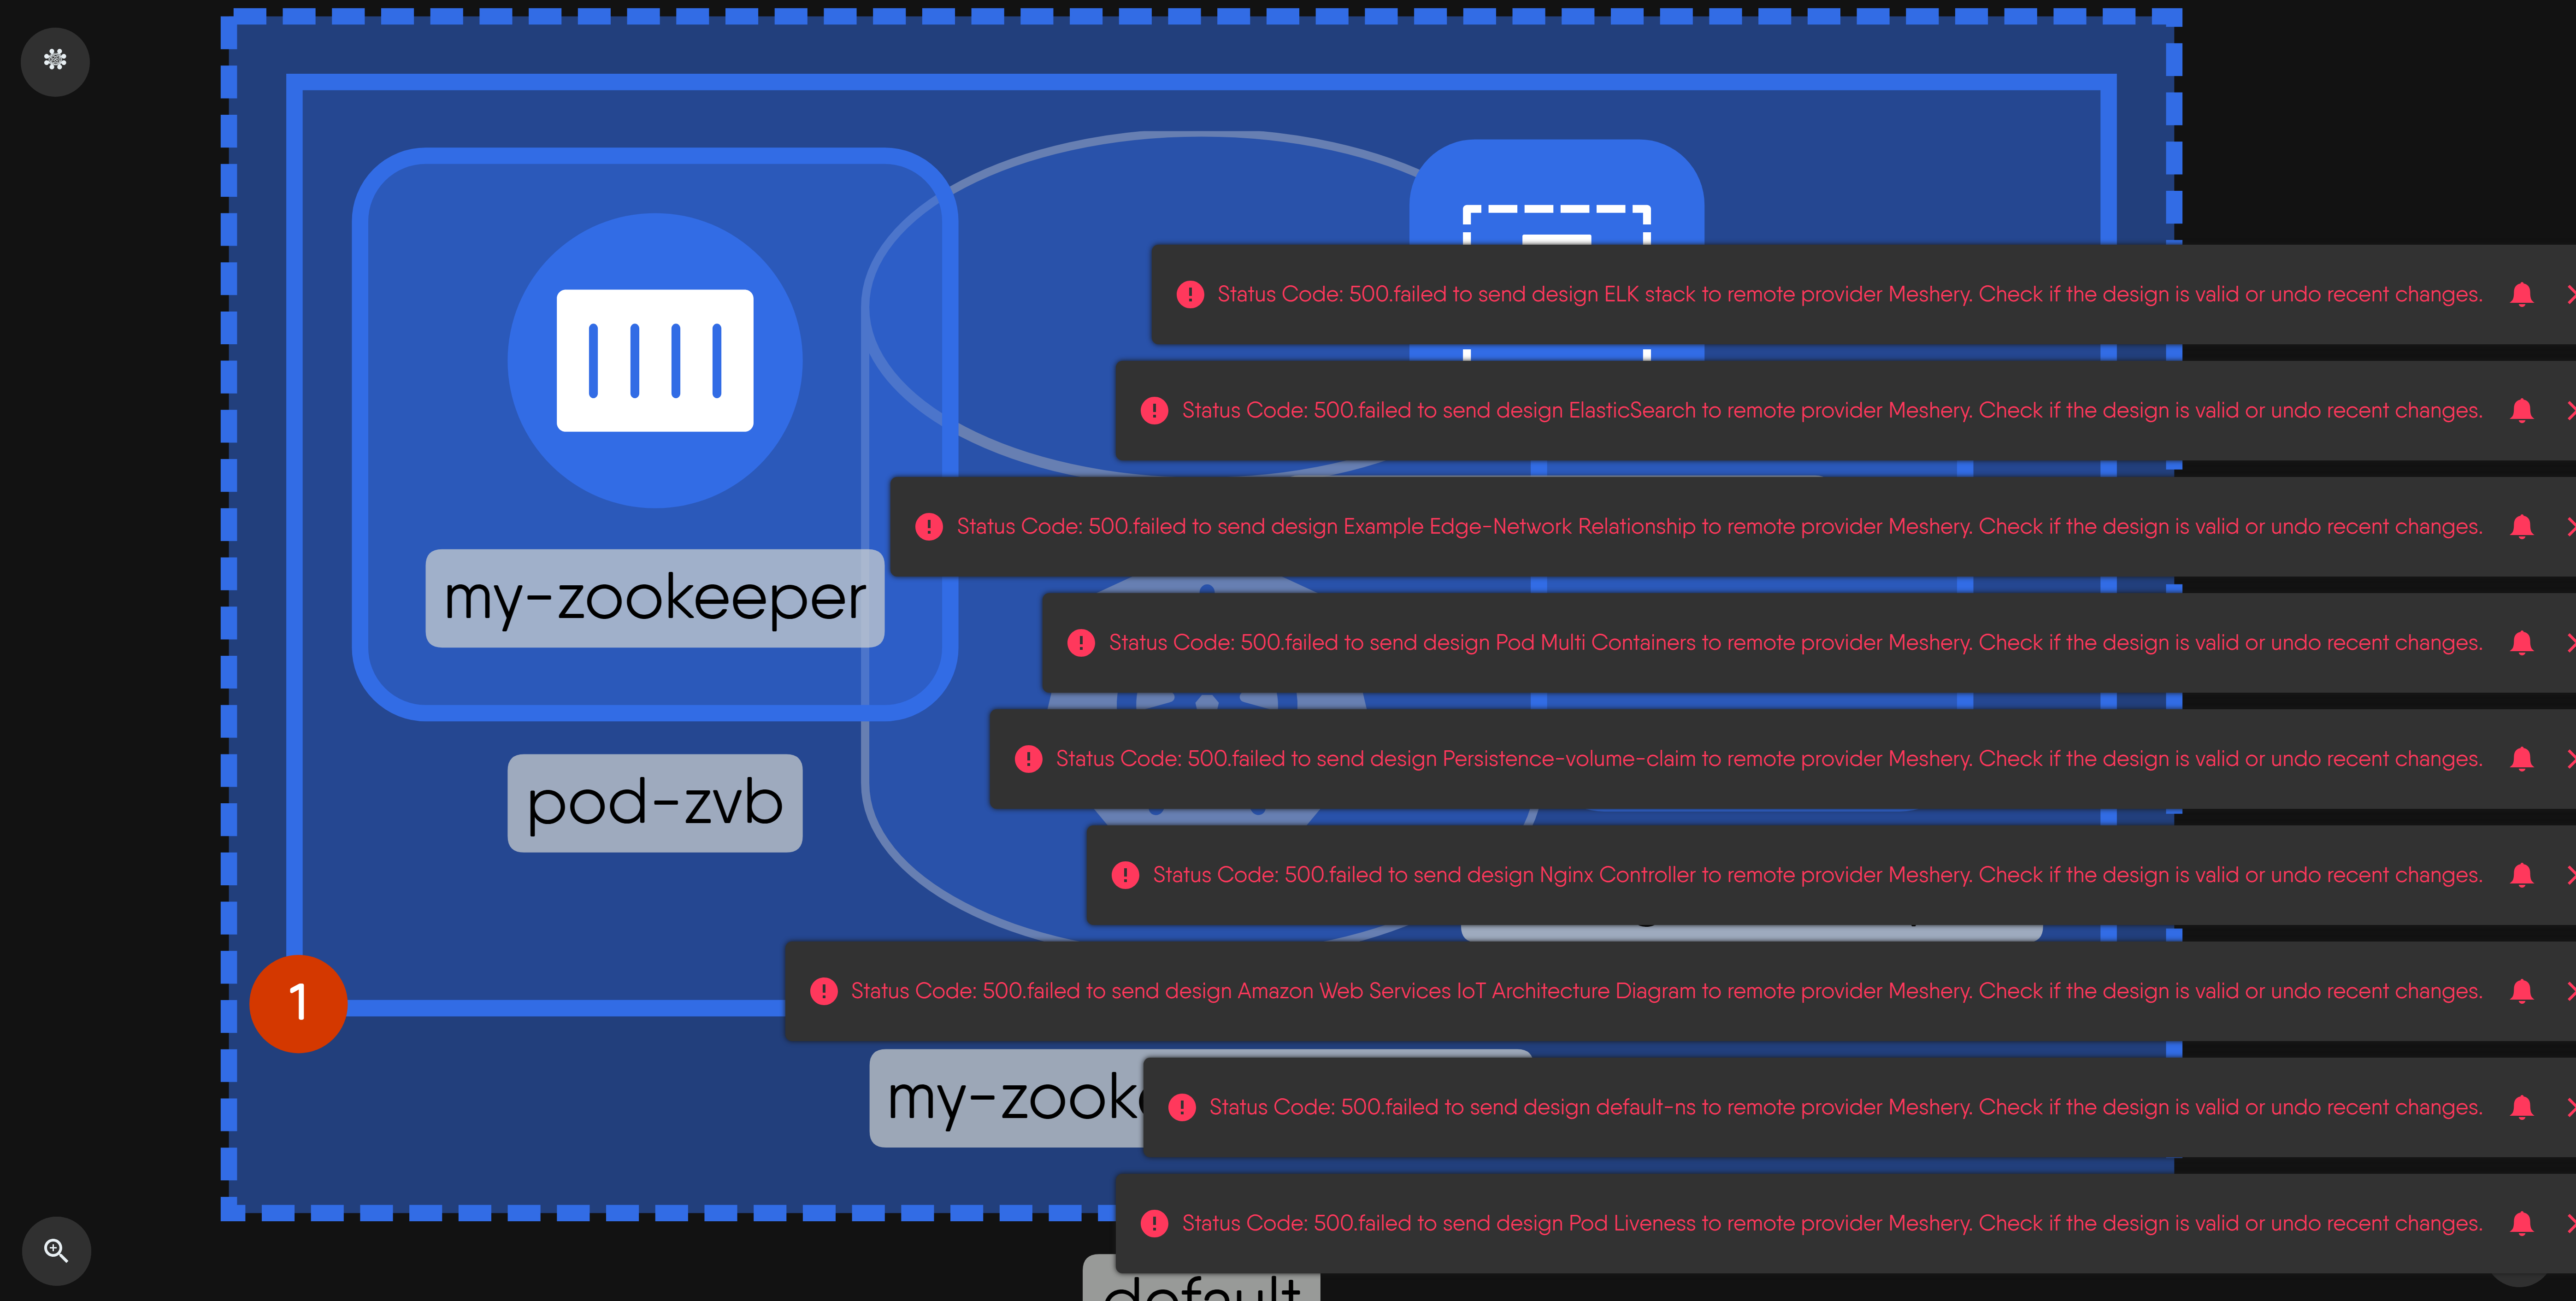 Status Code: 500.failed to send design ELK stack to remote provider Meshery. Check if the design is valid or undo recent changes.
Status Code: 500.failed to send design ElasticSearch to remote provider Meshery. Check if the design is valid or undo recent changes.
Status Code: 500.failed to send design Example Edge-Network Relationship to remote provider Meshery. Check if the design is valid or undo recent changes.
my-zookeeper
Status Code: 500.failed to send design Pod Multi Containers to remote provider Meshery. Check if the design is valid or undo recent changes.
Status Code: 500.failed to send design Persistence-volume-claim to remote provider Meshery. Check if the design is valid or undo recent changes.
pod-zvb
Status Code: 500.failed to send design Nginx Controller to remote provider Meshery. Check if the design is valid or undo recent changes.
Status Code: 500.failed to send design Amazon Web Services IoT Architecture Diagram to remote provider Meshery. Check if the design is valid or undo recent changes.
1
my-zook
Status Code: 500.failed to send design default-ns to remote provider Meshery. Check if the design is valid or undo recent changes.
Status Code: 500.failed to send design Pod Liveness to remote provider Meshery. Check if the design is valid or undo recent changes.
default